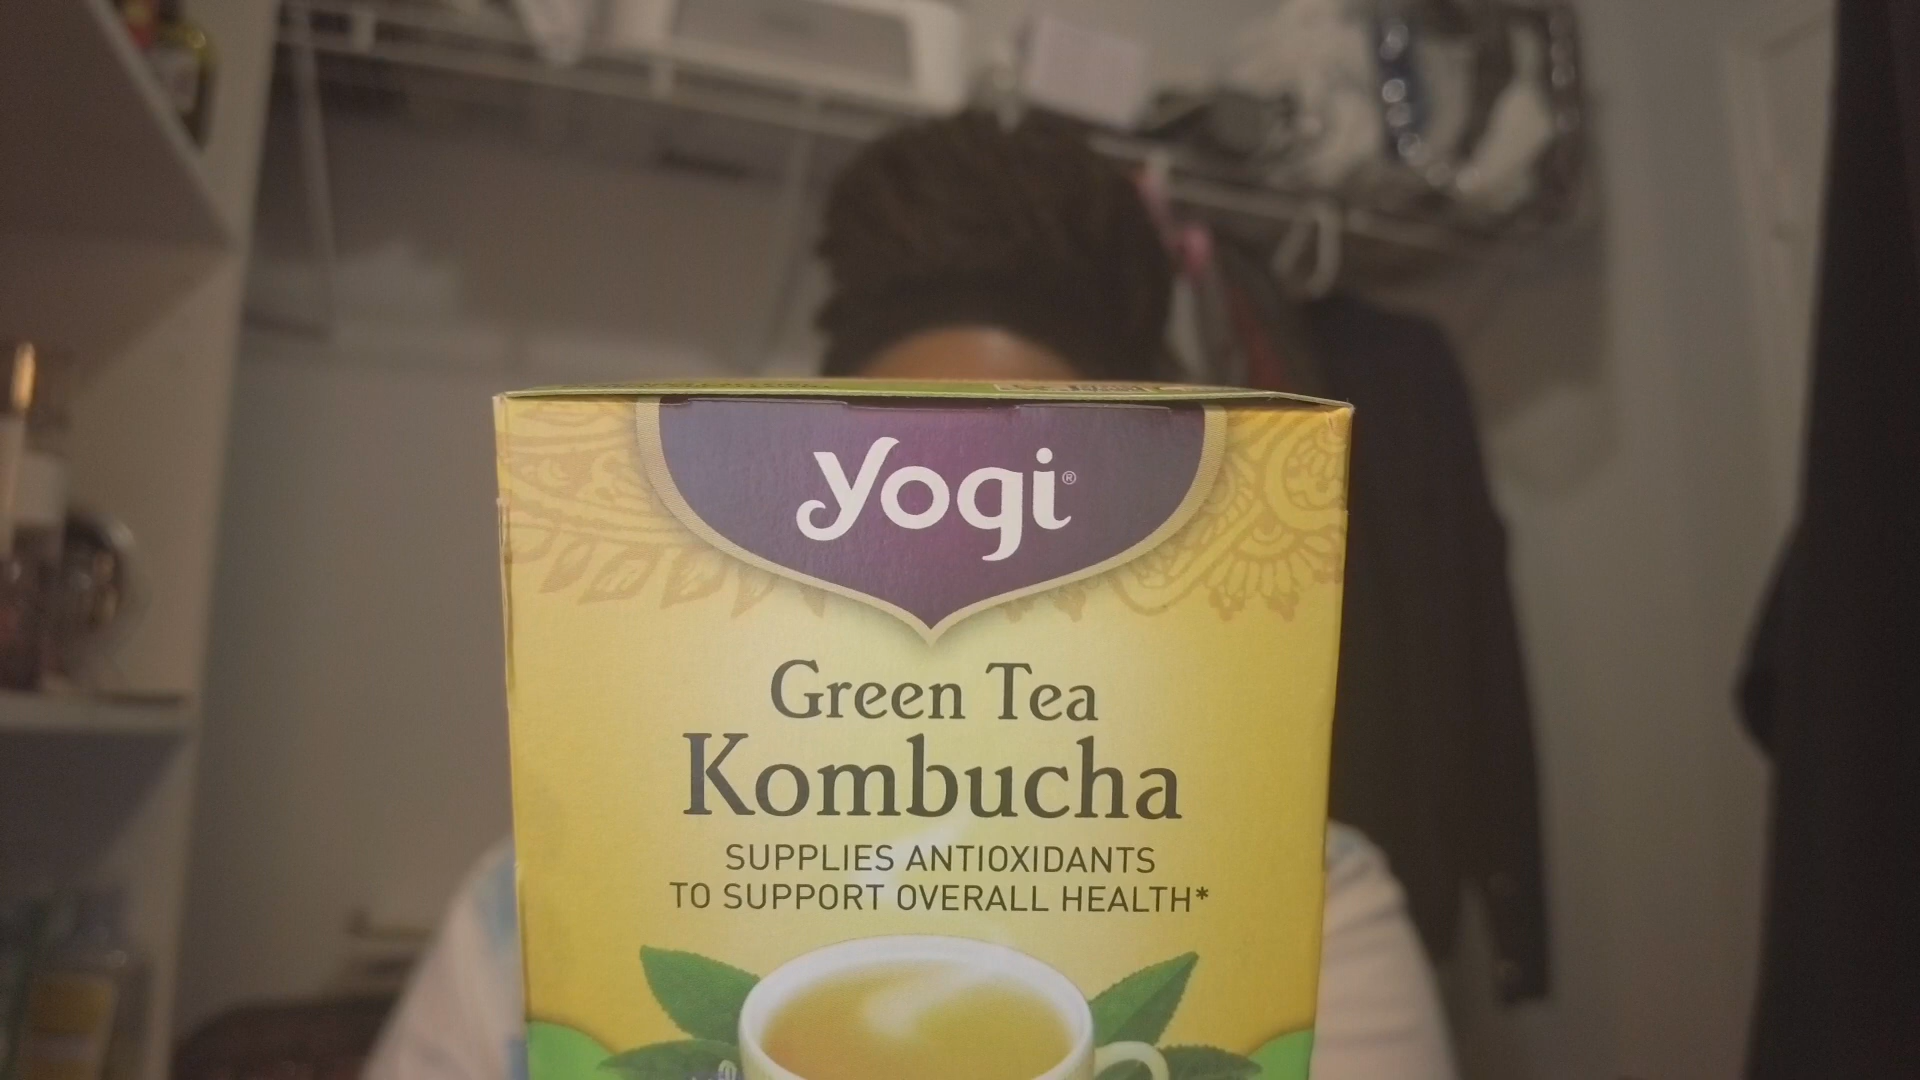 yogi®
Green Tea
Kombucha
SUPPLIES ANTIOXIDANTS
TO SUPPORT OVERALL HEALTH*